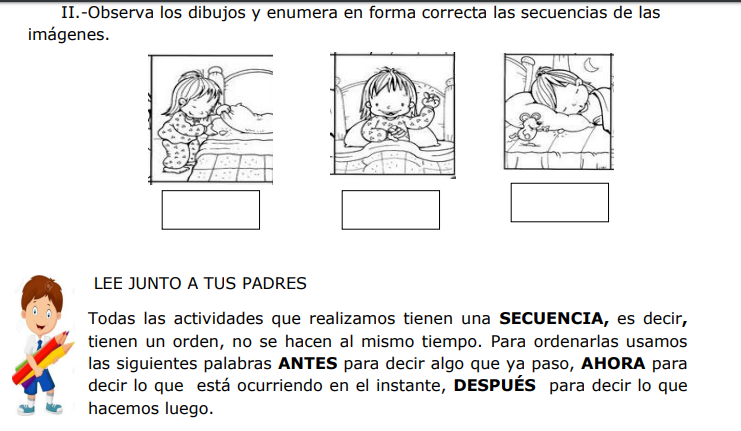 II.-Observa los dibujos y enumera en forma correcta las secuencias de las
imágenes.
LEE JUNTO A TUS PADRES
Todas las actividades que realizamos tienen una SECUENCIA, es decir,
tienen un orden, no se hacen al mismo tiempo. Para ordenarlas usamos
las siguientes palabras ANTES para decir algo que ya paso, AHORA para
decir lo que está ocurriendo en el instante, DESPUÉS para decir lo que
hacemos luego.